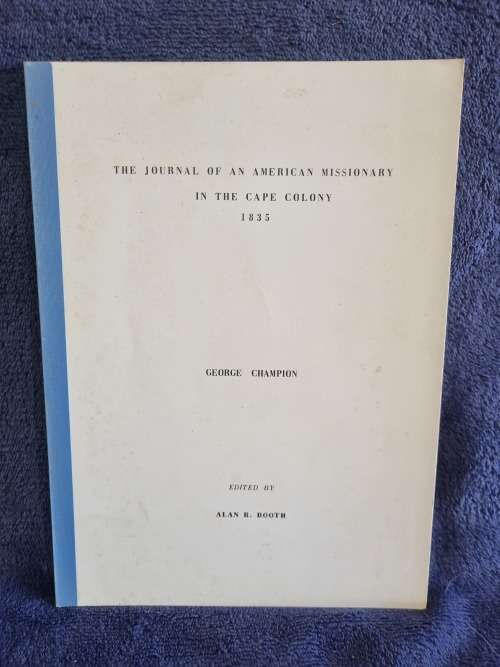 THE JOURNAL OF AN AMERICAN MISSIONARY
IN THE CAPE COLONY
1835
GEORGE CHAMPION
EDITED BY
ALAN R. BOOTH